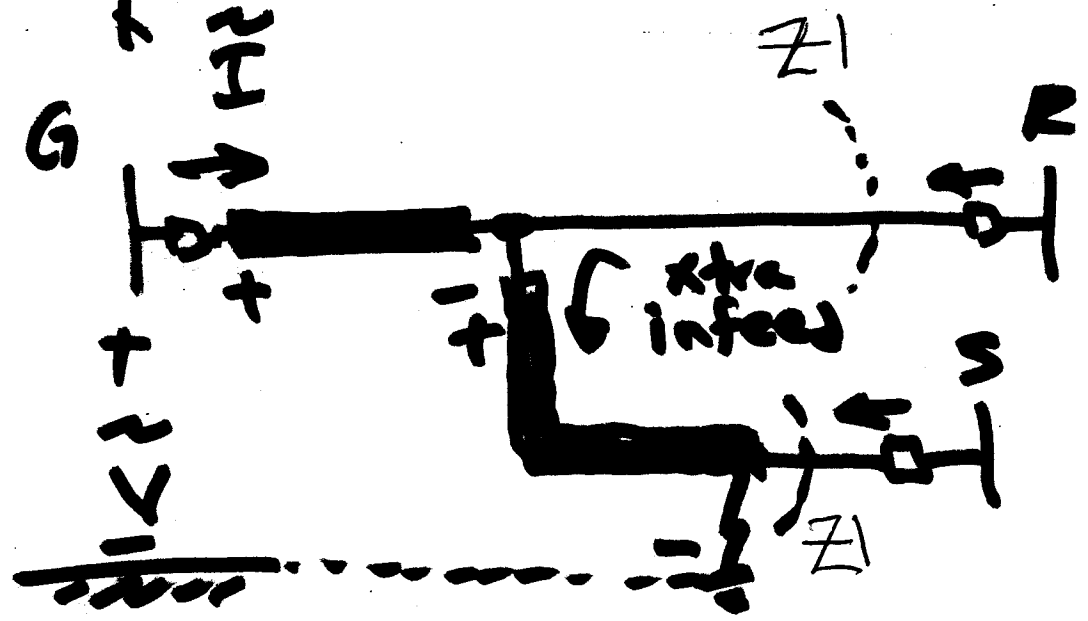 ~
I
Z1
G
R
+
-
+
xtra
infeed
S
+
~
V
-
-
Z1